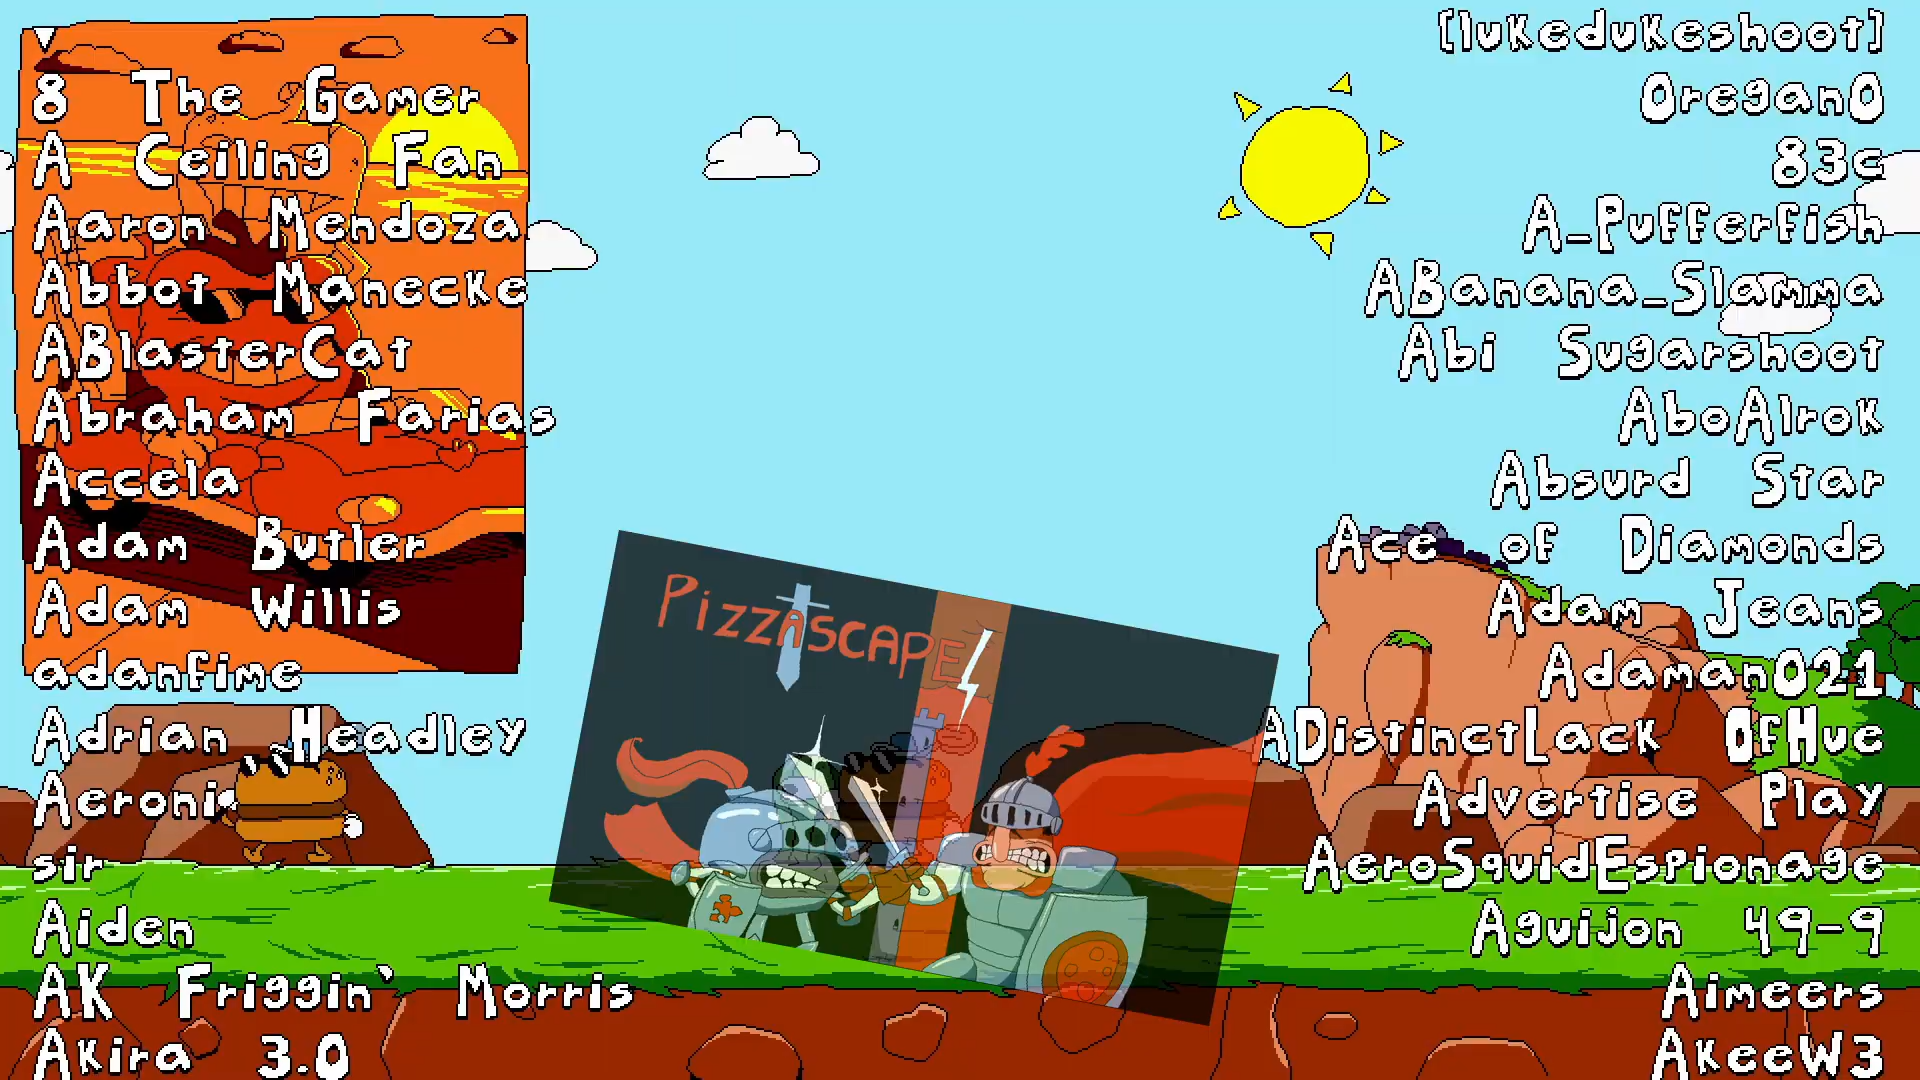 8 The Gamer
A Ceiling Fan
Aaron Mendoza
Abbot Manecke
ABlasterCat
Abraham Farias
Accela
Adam Butler
Adam Willis
adanfime
Adrian Headley
Aeroni
sir
Aiden
AK Friggin` Morris
Akira 3.0
PizzAscape
[lukedukeshoot]
Oregan0
83c
A_Pufferfish
ABanana_Slamma
Abi Sugarshoot
AboAlrok
Absurd Star
Ace of Diamonds
Adam Jeans
Adaman021
ADistinctLack OfHue
Advertise Play
AeroSquidEspionage
Aguijon 49-9
Aimeers
AkeeW3